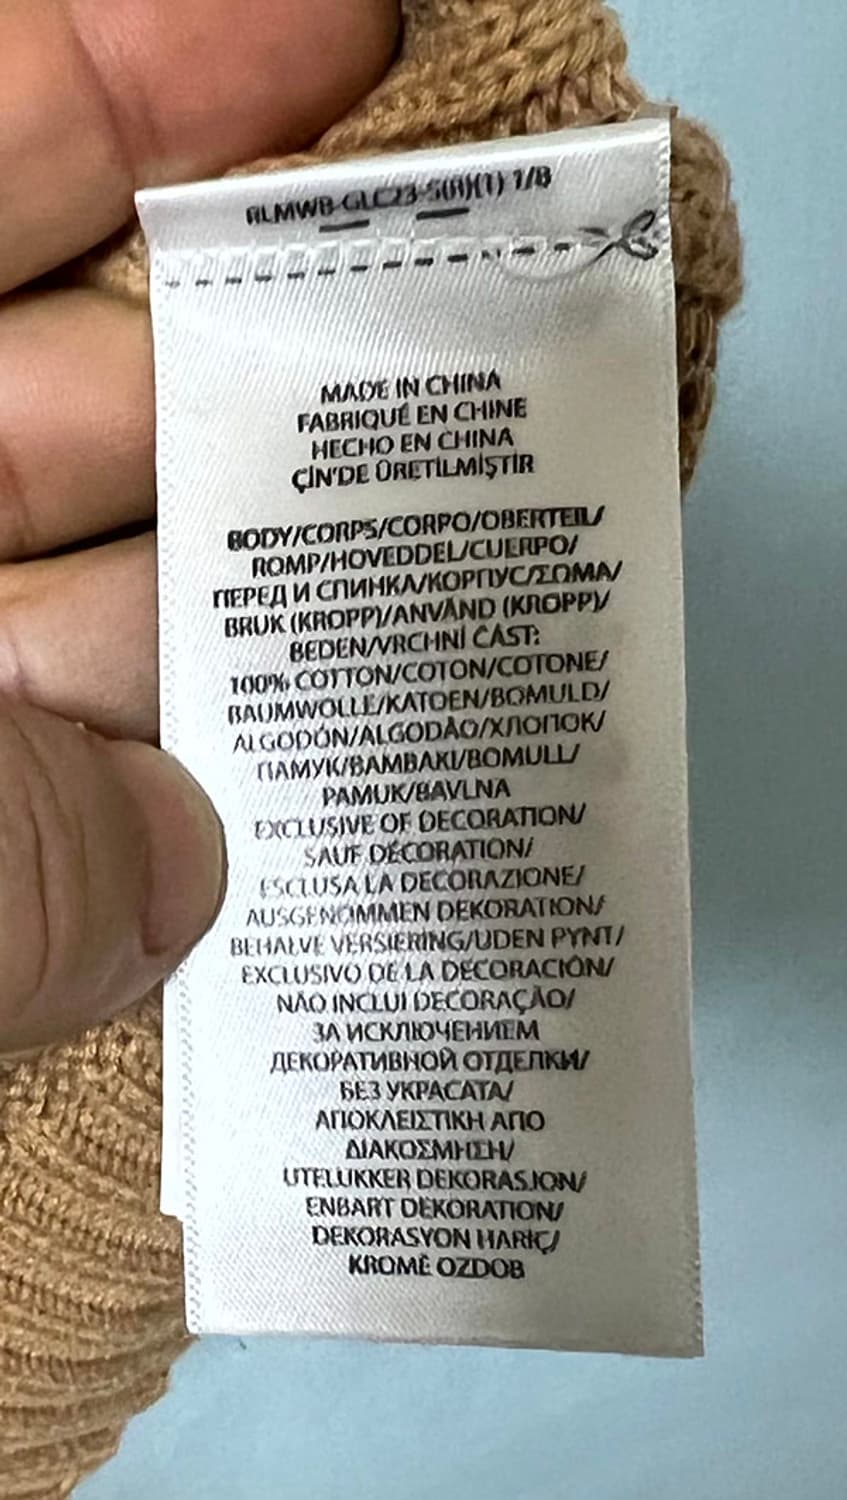 RLMWB-GLC23-S(A)(1) 1/8
MADE IN CHINA
FABRIQUÉ EN CHINE
HECHO EN CHINA
ÇİN'DE ÜRETİLMİŞTİR
BODY/CORPS/CORPO/OBERTEIL/
ROMP/HOVEDDEL/CUERPO/
ПЕРЕД И СПИНКА/КОРПУС/ΣΩΜΑ/
BRUK (KROPP)/ANVÄND (KROPP)/
BEDEN/VRCHNÍ ČÁST:
100% COTTON/COTON/COTONE/
BAUMWOLLE/KATOEN/BOMULD/
ALGODÓN/ALGODÃO/ХЛОПОК/
ПАМУК/BAMBAKI/BOMULL/
PAMUK/BAVLNA
EXCLUSIVE OF DECORATION/
SAUF DÉCORATION/
ESCLUSA LA DECORAZIONE/
AUSGENOMMEN DEKORATION/
BEHALVE VERSIERING/UDEN PYNT/
EXCLUSIVO DE LA DECORACIÓN/
NÃO INCLUI DECORAÇÃO/
ЗА ИСКЛЮЧЕНИЕМ
ДЕКОРАТИВНОЙ ОТДЕЛКИ/
БЕЗ УКРАСАТА/
ΑΠΟΚΛΕΙΣΤΙΚΗ ΑΠΟ
ΔΙΑΚΟΣΜΗΣΗ/
UTELUKKER DEKORASJON/
ENBART DEKORATION/
DEKORASYON HARİÇ/
KROMĚ OZDOB